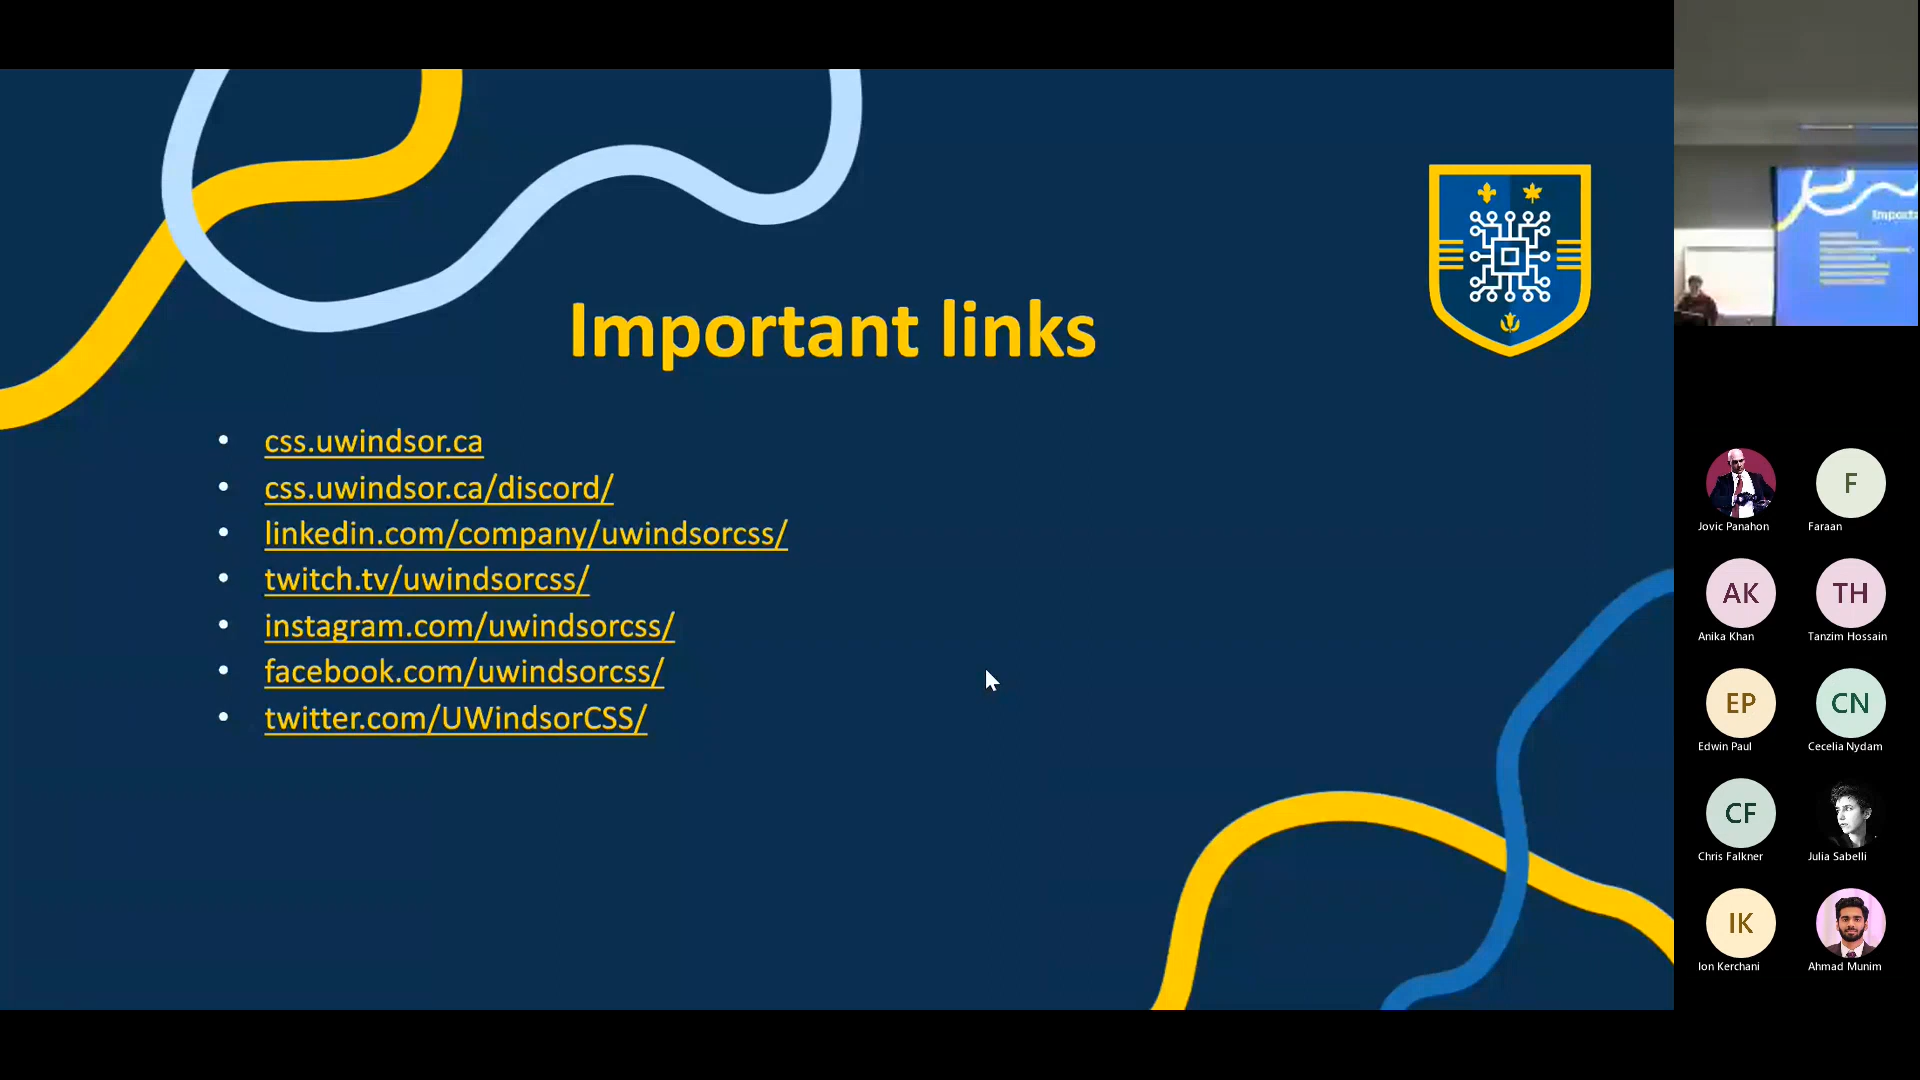 Important links
• css.uwindsor.ca
• css.uwindsor.ca/discord/
• linkedin.com/company/uwindsorcss/
• twitch.tv/uwindsorcss/
• instagram.com/uwindsorcss/
• facebook.com/uwindsorcss/
• twitter.com/UWindsorCSS/
Importa
Jovic Panahon
F
Faraan
AK
Anika Khan
TH
Tanzim Hossain
EP
Edwin Paul
CN
Cecelia Nydam
CF
Chris Falkner
Julia Sabelli
IK
Ion Kerchani
Ahmad Munim